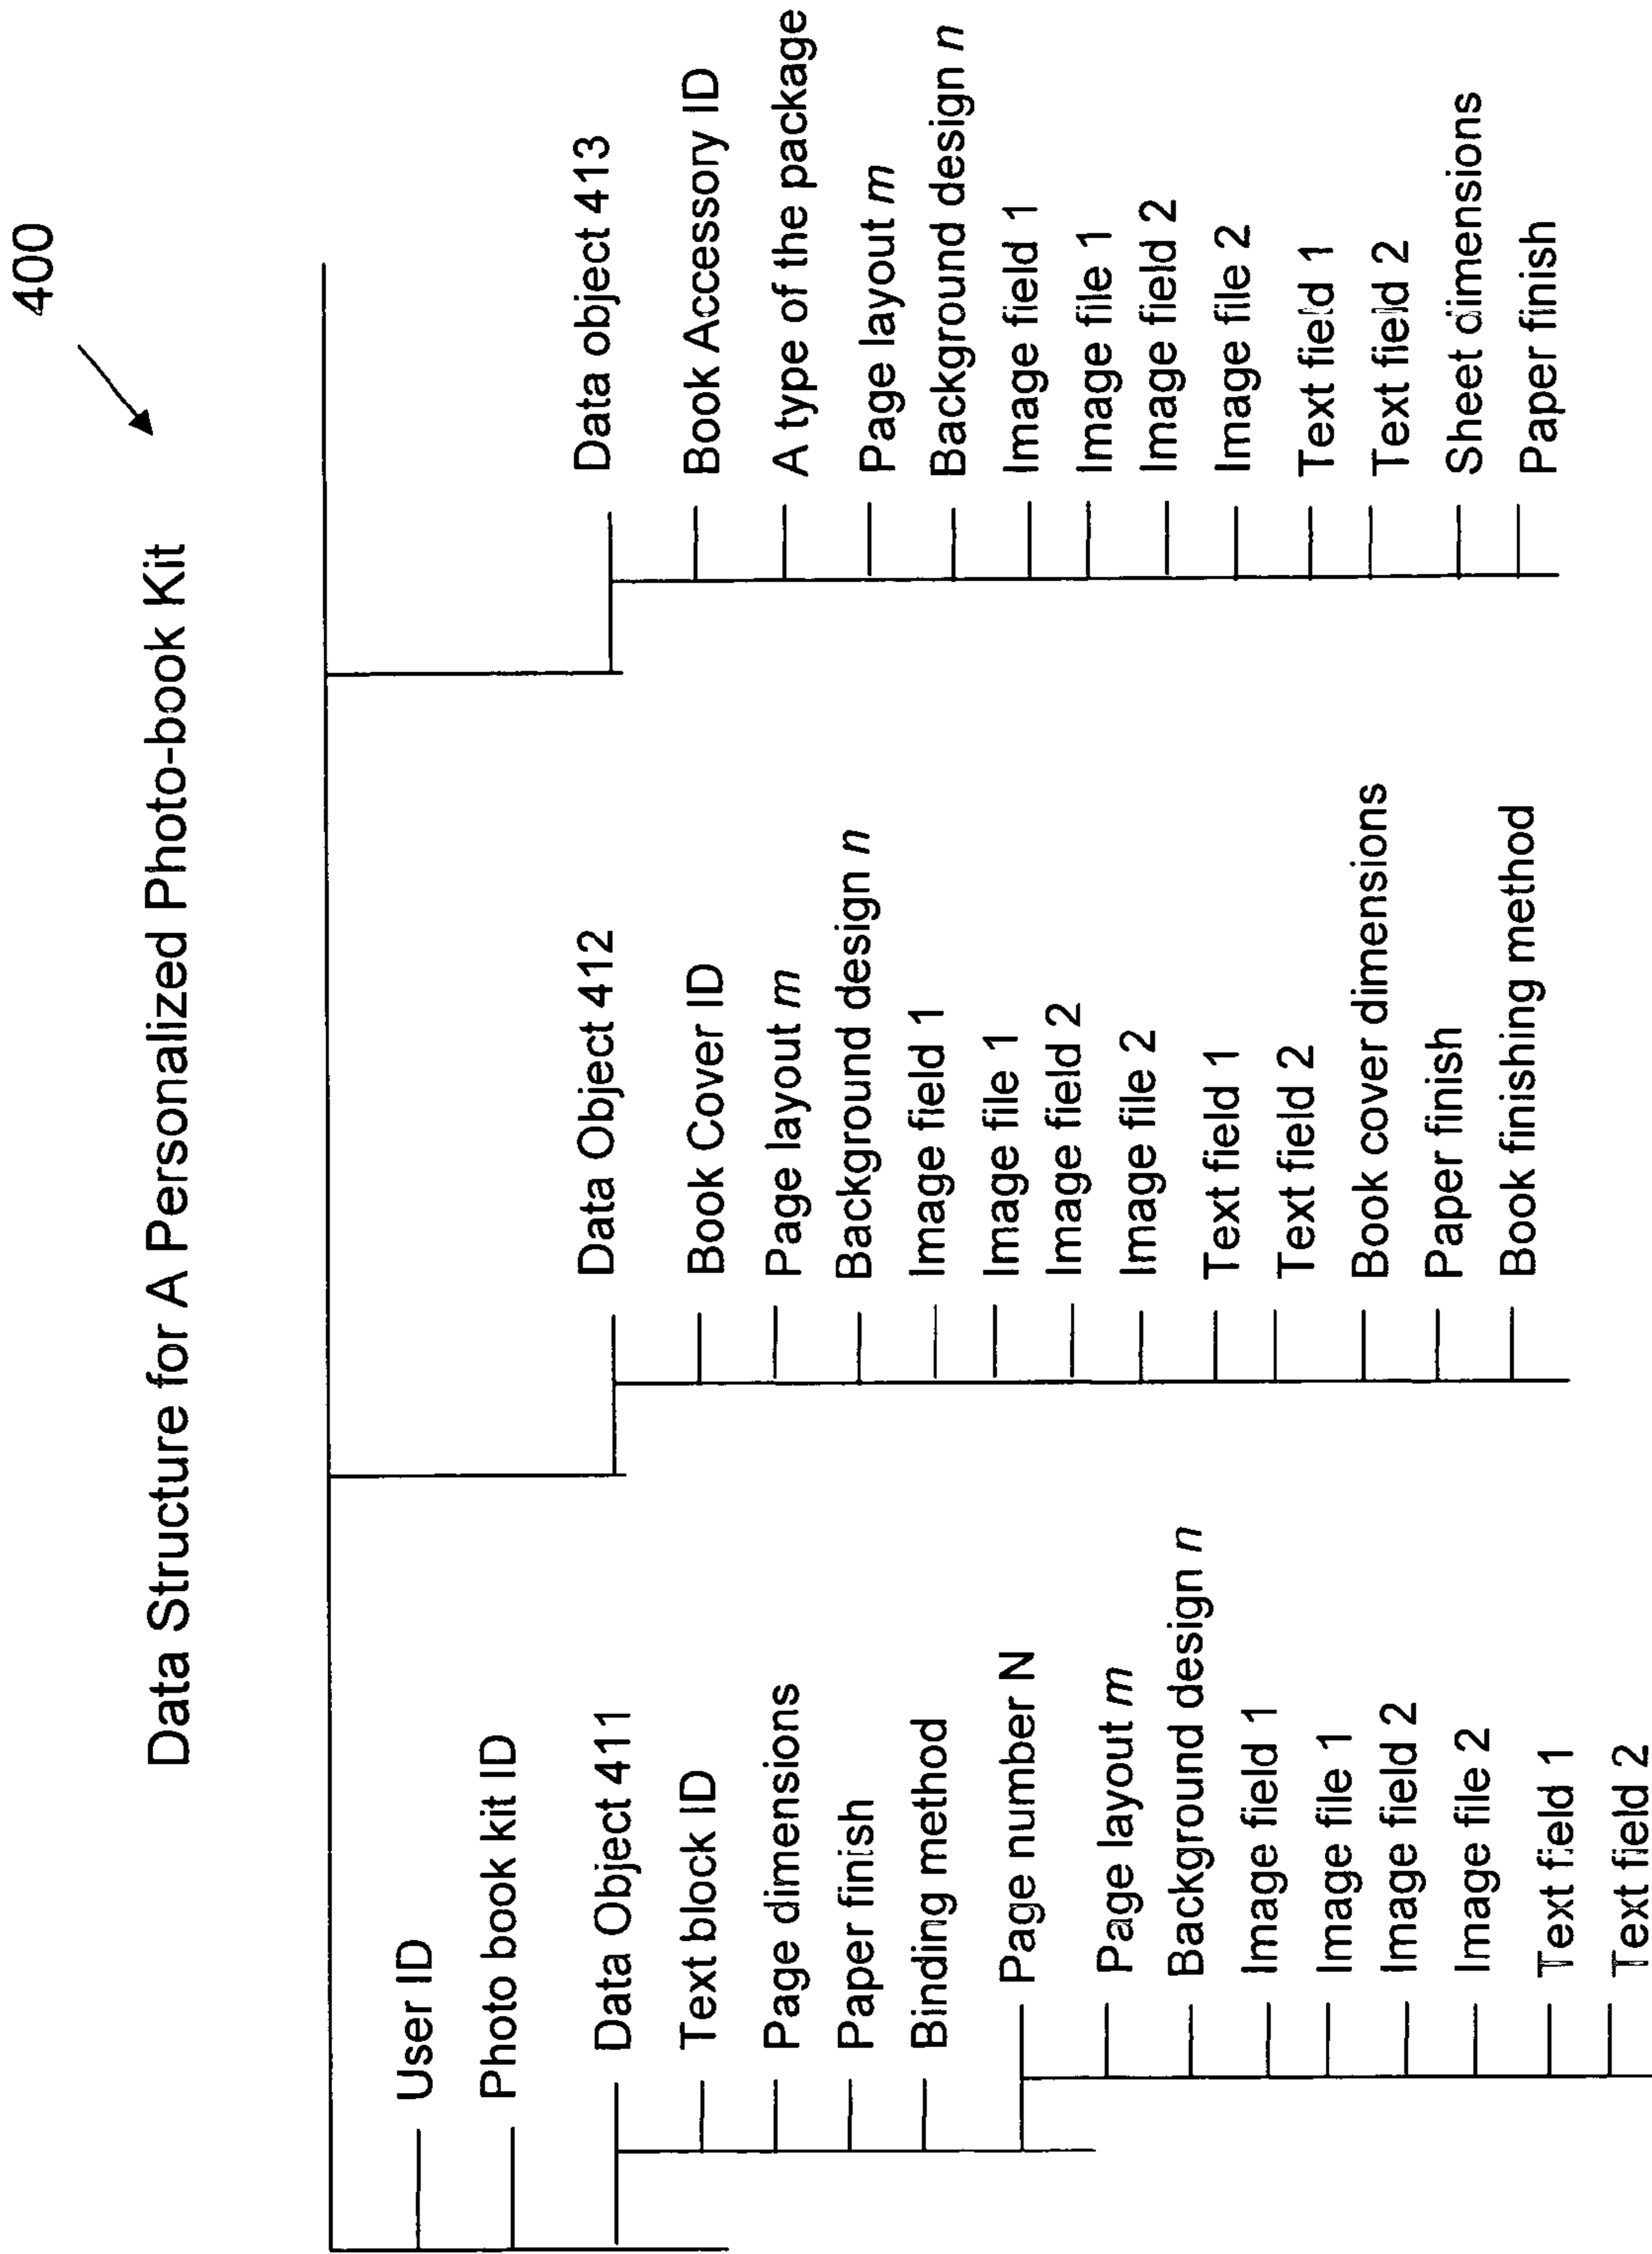 400
Data Structure for A Personalized Photo-book Kit
User ID
Photo book kit ID
Data Object 411
Text block ID
Page dimensions
Paper finish
Binding method
Page number N
Page layout m
Background design n
Image field 1
Image file 1
Image field 2
Image file 2
Text field 1
Text field 2
Data Object 412
Book Cover ID
Page layout m
Background design n
Image field 1
Image file 1
Image field 2
Image file 2
Text field 1
Text field 2
Book cover dimensions
Paper finish
Book finishing method
Data object 413
Book Accessory ID
A type of the package
Page layout m
Background design n
Image field 1
Image file 1
Image field 2
Image file 2
Text field 1
Text field 2
Sheet dimensions
Paper finish